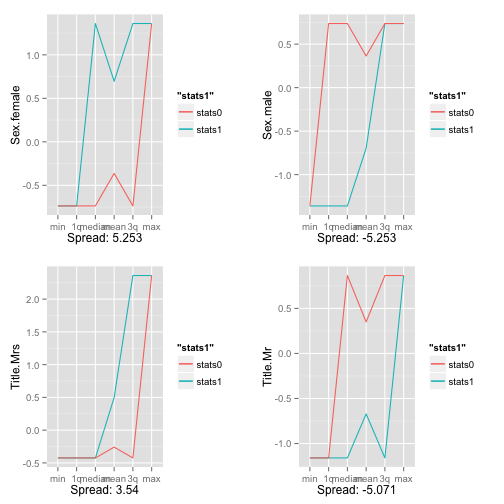 Sex.female
1.0
0.5
0.0
-0.5
min 1q median mean 3q max
Spread: 5.253
"stats1"
stats0
stats1
Sex.male
0.5
0.0
-0.5
-1.0
min 1q median mean 3q max
Spread: -5.253
"stats1"
stats0
stats1
Title.Mrs
2.0
1.5
1.0
0.5
0.0
-0.5
min 1q median mean 3q max
Spread: 3.54
"stats1"
stats0
stats1
Title.Mr
0.5
0.0
-0.5
-1.0
min 1q median mean 3q max
Spread: -5.071
"stats1"
stats0
stats1